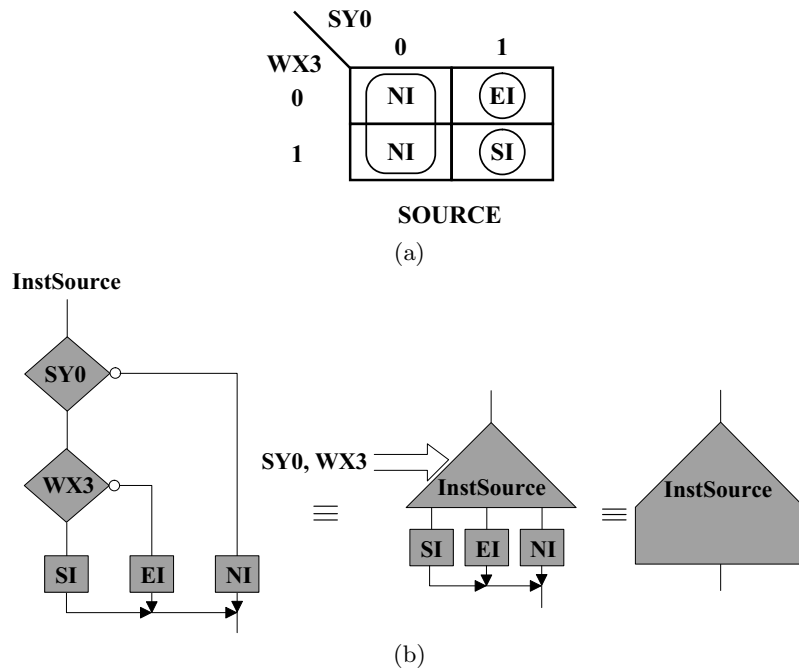 SY0
0 1
WX3
0 NI EI
1 NI SI
SOURCE
(a)
InstSource
SY0
WX3
SI EI NI
≡
SY0, WX3
InstSource
SI EI NI
≡
InstSource
(b)